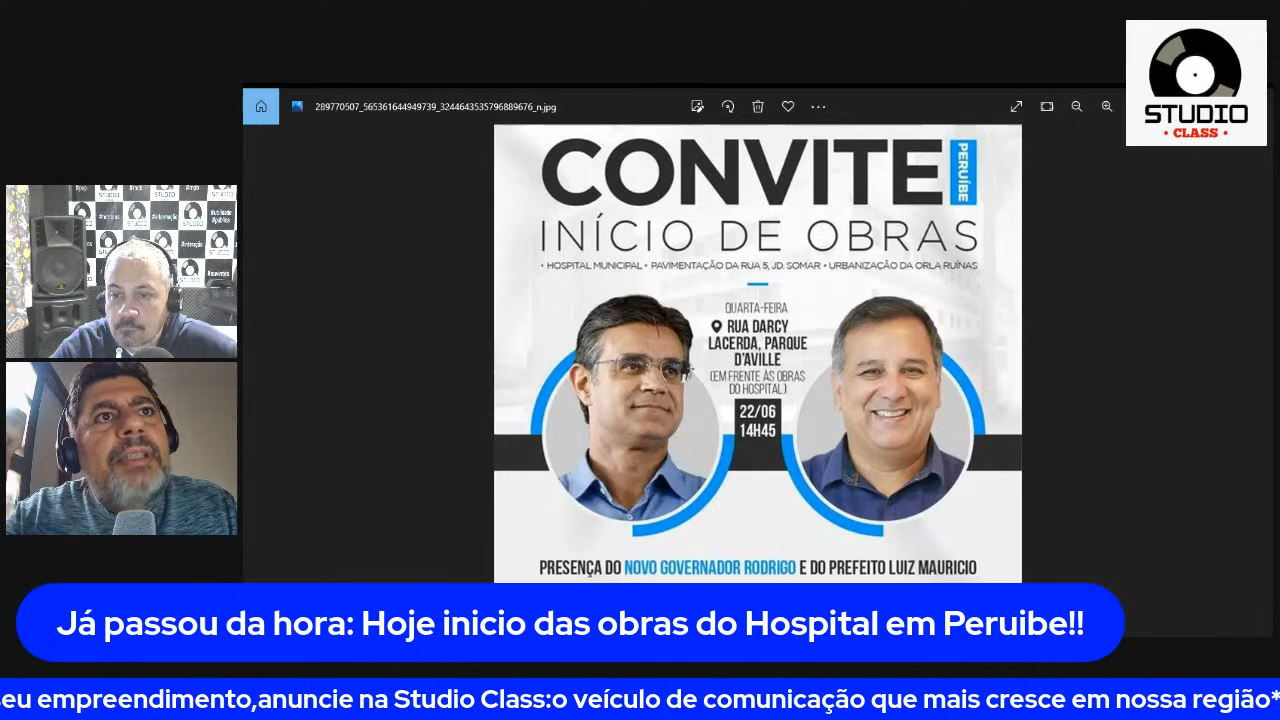 STUDIO
• CLASS •
289770507_565361644949739_3244643535796889676_n.jpg
CONVITE
PERUÍBE
INÍCIO DE OBRAS
• HOSPITAL MUNICIPAL • PAVIMENTAÇÃO DA RUA 5, JD. SOMAR • URBANIZAÇÃO DA ORLA RUÍNAS
QUARTA-FEIRA
RUA DARCY
LACERDA, PARQUE
D'AVILLE
(EM FRENTE ÀS OBRAS
DO HOSPITAL)
22/06
14H45
PRESENÇA DO NOVO GOVERNADOR RODRIGO E DO PREFEITO LUIZ MAURICIO
Já passou da hora: Hoje inicio das obras do Hospital em Peruibe!!
seu empreendimento,anuncie na Studio Class:o veículo de comunicação que mais cresce em nossa região*